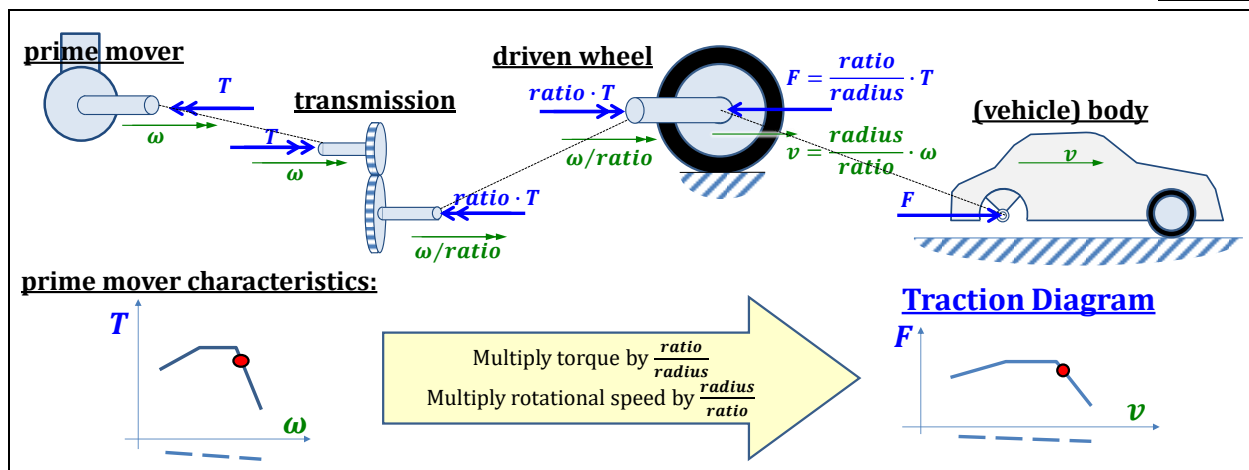 prime mover
T
ω
transmission
T
ω
ratio · T
ω/ratio
driven wheel
ratio · T
ω/ratio
F = ratio/radius · T
v = radius/ratio · ω
(vehicle) body
v
F
prime mover characteristics:
T
ω
Multiply torque by ratio/radius
Multiply rotational speed by radius/ratio
Traction Diagram
F
v